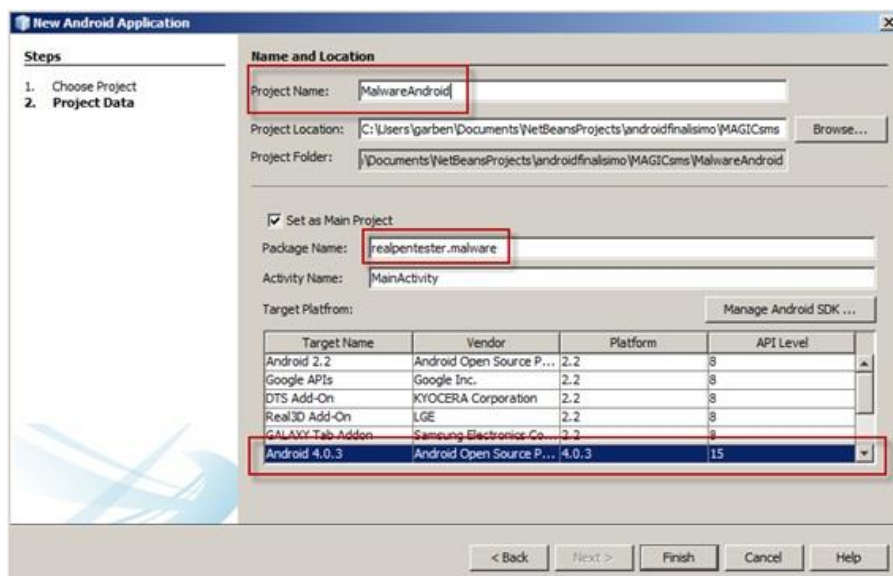 New Android Application
Steps
1. Choose Project
2. Project Data
Name and Location
Project Name: MalwareAndroid
Project Location: C:\Users\garben\Documents\NetBeansProjects\androidfinalisimo\MAGICsms Browse...
Project Folder: \Documents\NetBeansProjects\androidfinalisimo\MAGICsms\MalwareAndroid
Set as Main Project
Package Name: realpentester.malware
Activity Name: MainActivity
Target Platfrom: Manage Android SDK ...
Target Name Vendor Platform API Level
Android 2.2 Android Open Source P... 2.2 8
Google APIs Google Inc. 2.2 8
DTS Add-On KYOCERA Corporation 2.2 8
Real3D Add-On LGE 2.2 8
GALAXY Tab Addon Samsung Electronics Co... 2.2 8
Android 4.0.3 Android Open Source P... 4.0.3 15
< Back Next > Finish Cancel Help